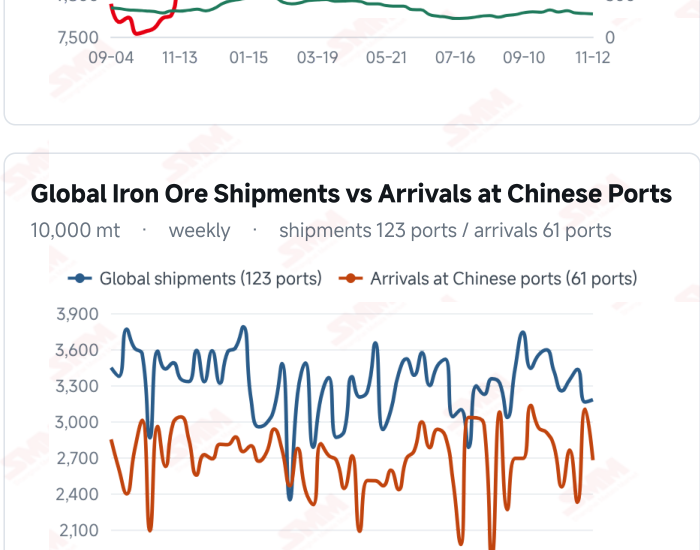 7,500
0
09-04 11-13 01-15 03-19 05-21 07-16 09-10 11-12
Global Iron Ore Shipments vs Arrivals at Chinese Ports
10,000 mt · weekly · shipments 123 ports / arrivals 61 ports
Global shipments (123 ports) Arrivals at Chinese ports (61 ports)
3,900
3,600
3,300
3,000
2,700
2,400
2,100
SMM